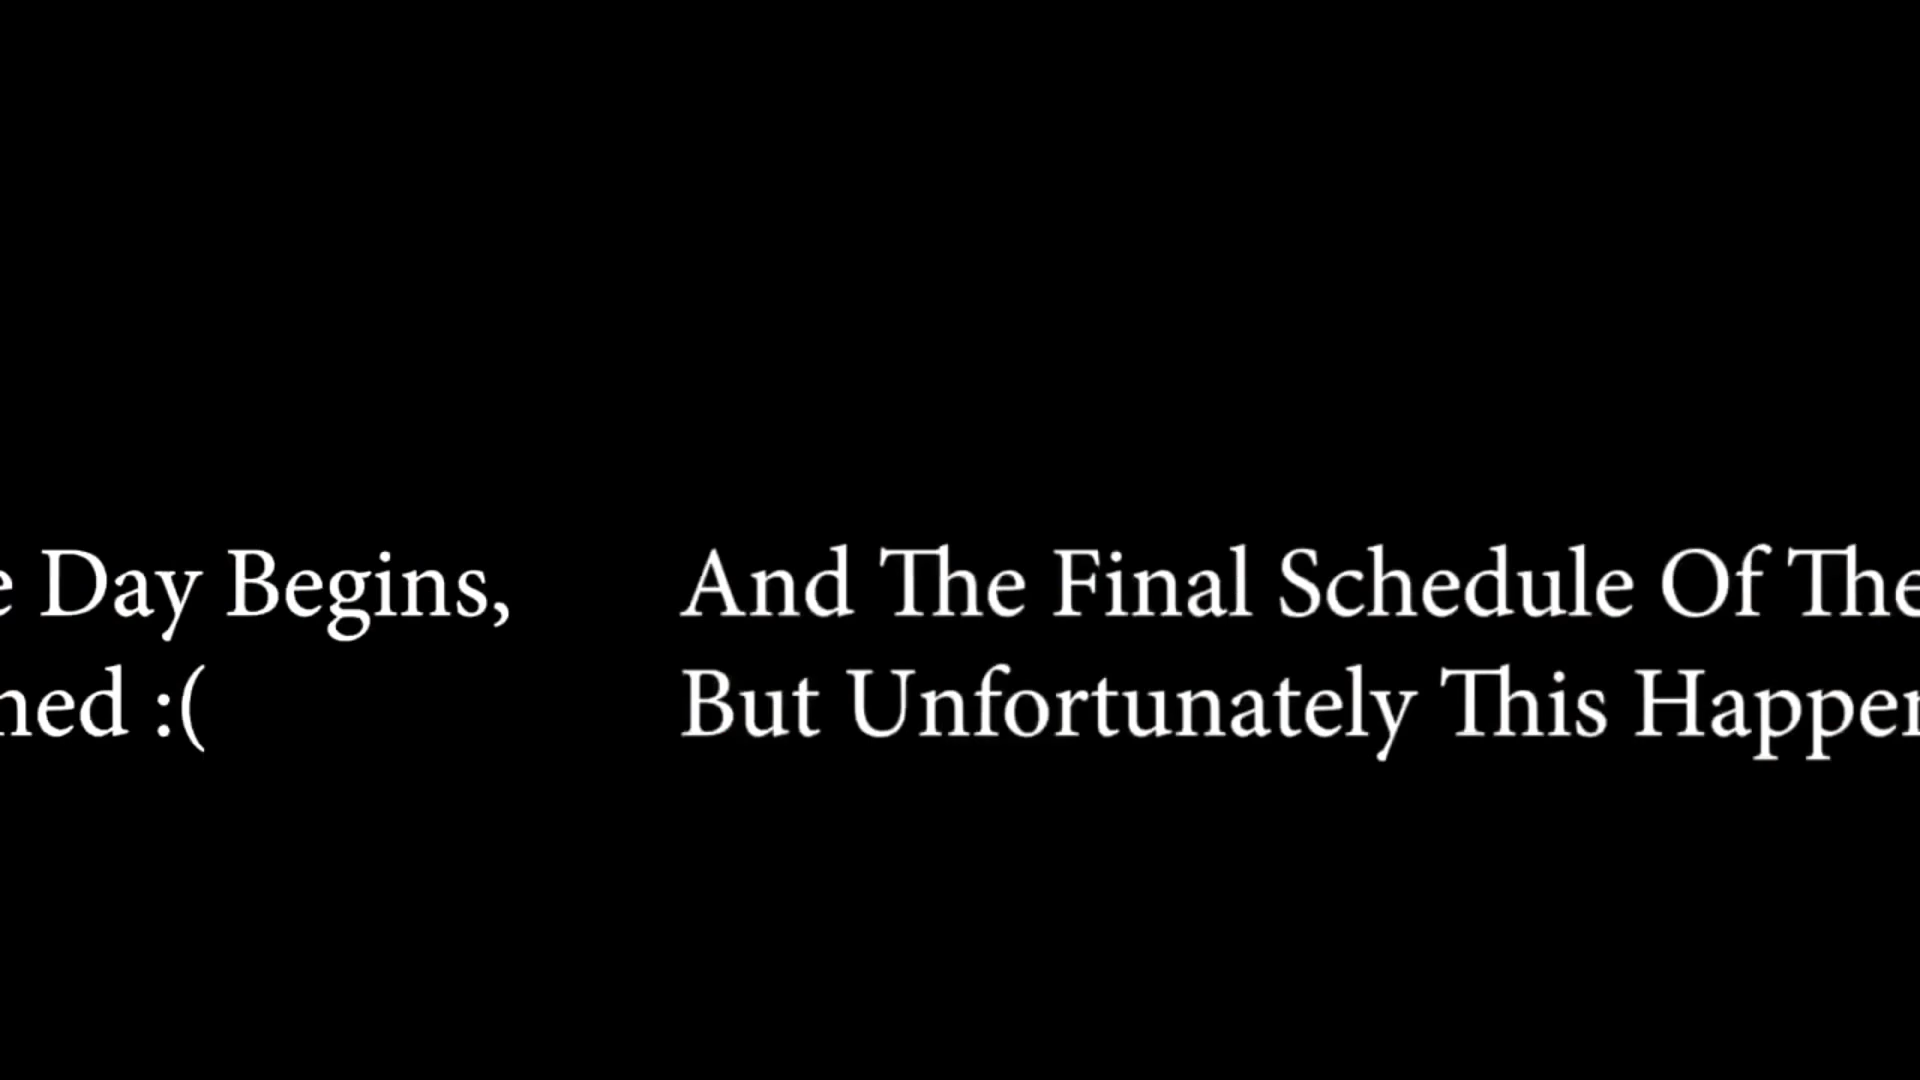 e Day Begins, And The Final Schedule Of The
ned :( But Unfortunately This Happen